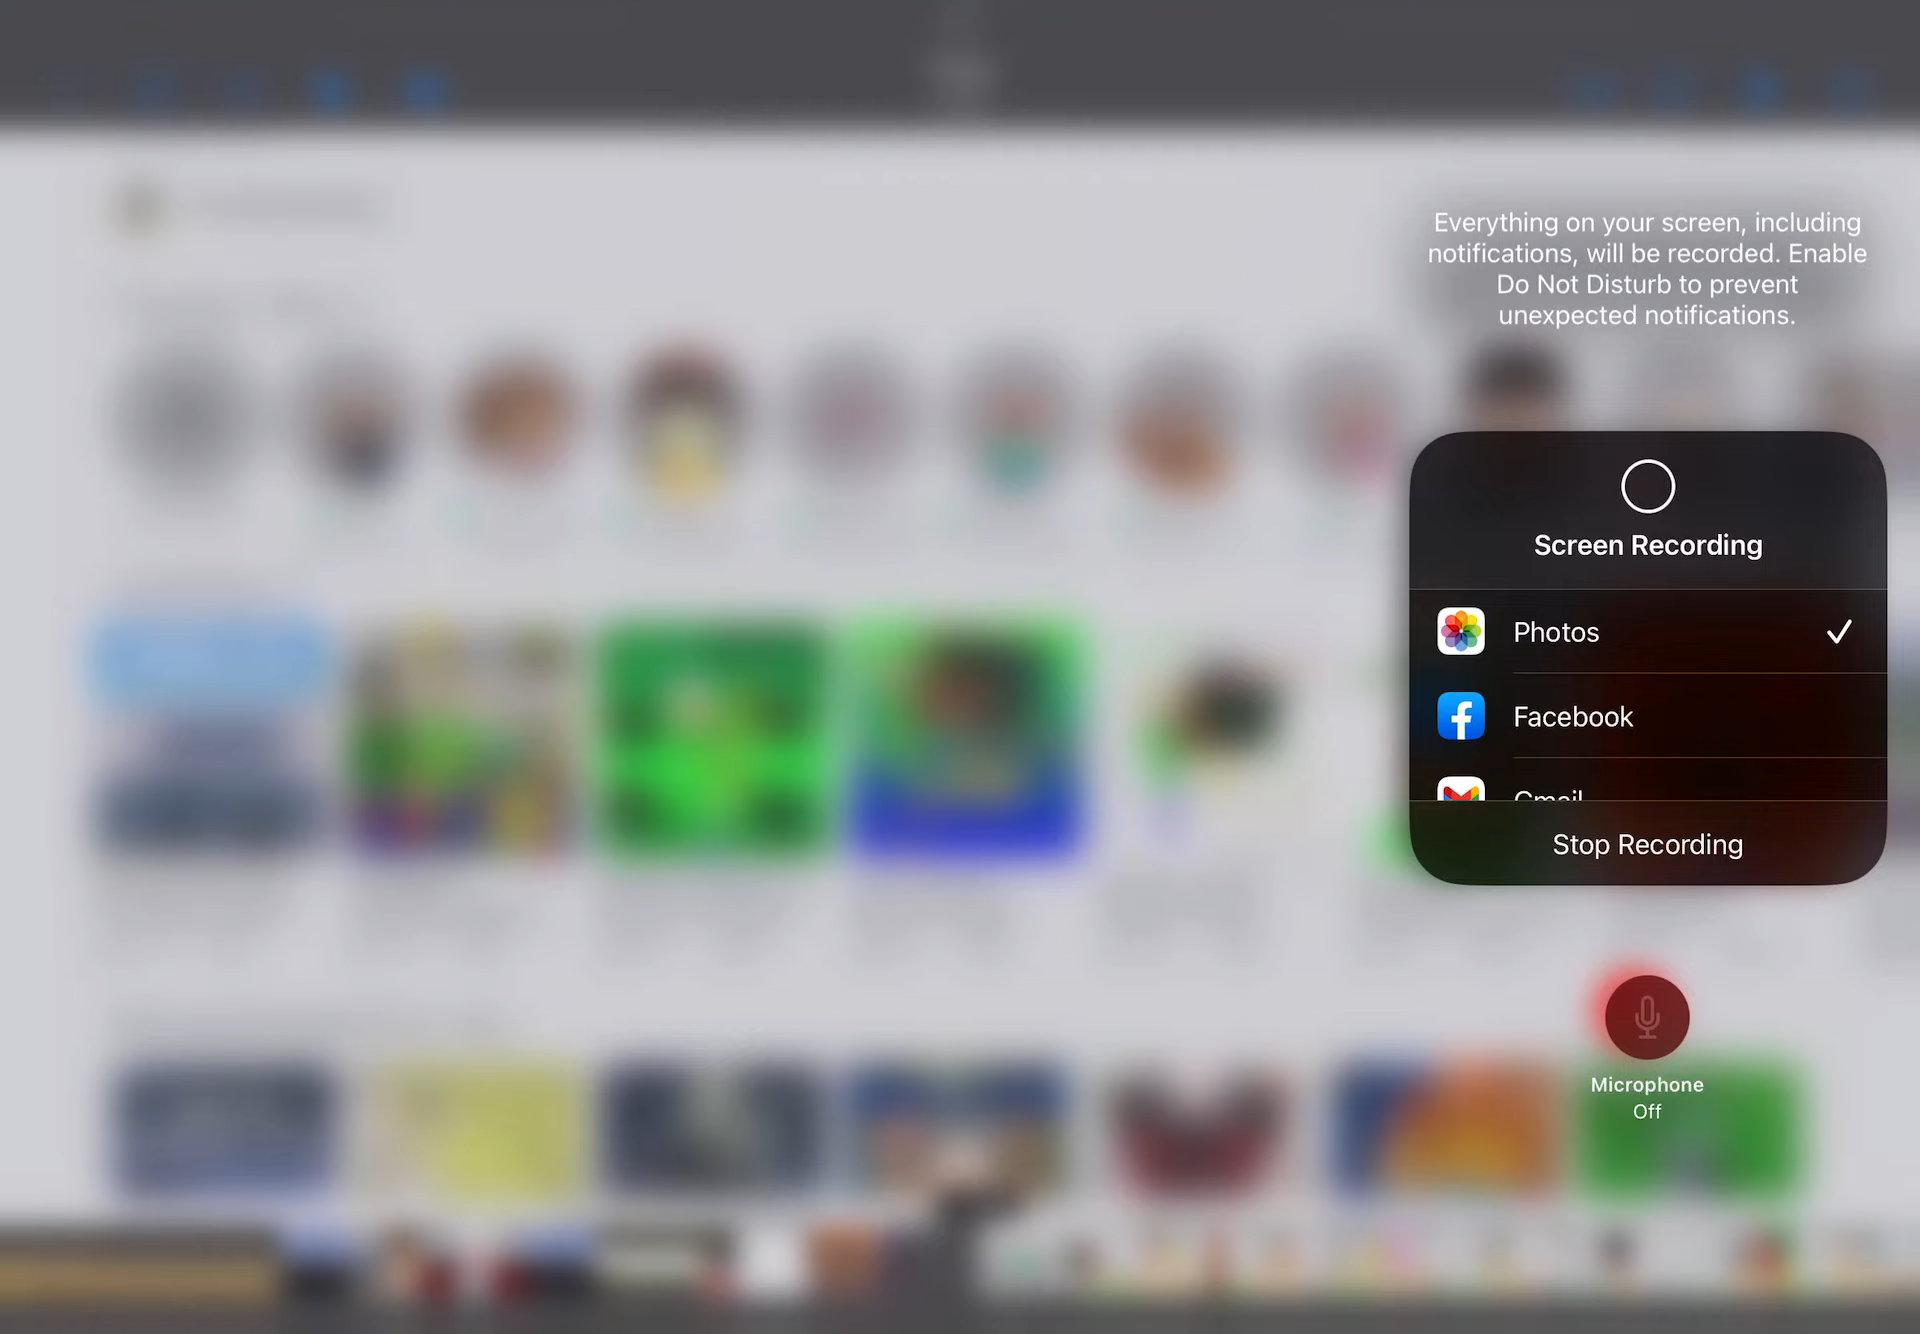 Everything on your screen, including
notifications, will be recorded. Enable
Do Not Disturb to prevent
unexpected notifications.
Screen Recording
Photos
Facebook
Gmail
Stop Recording
Microphone
Off